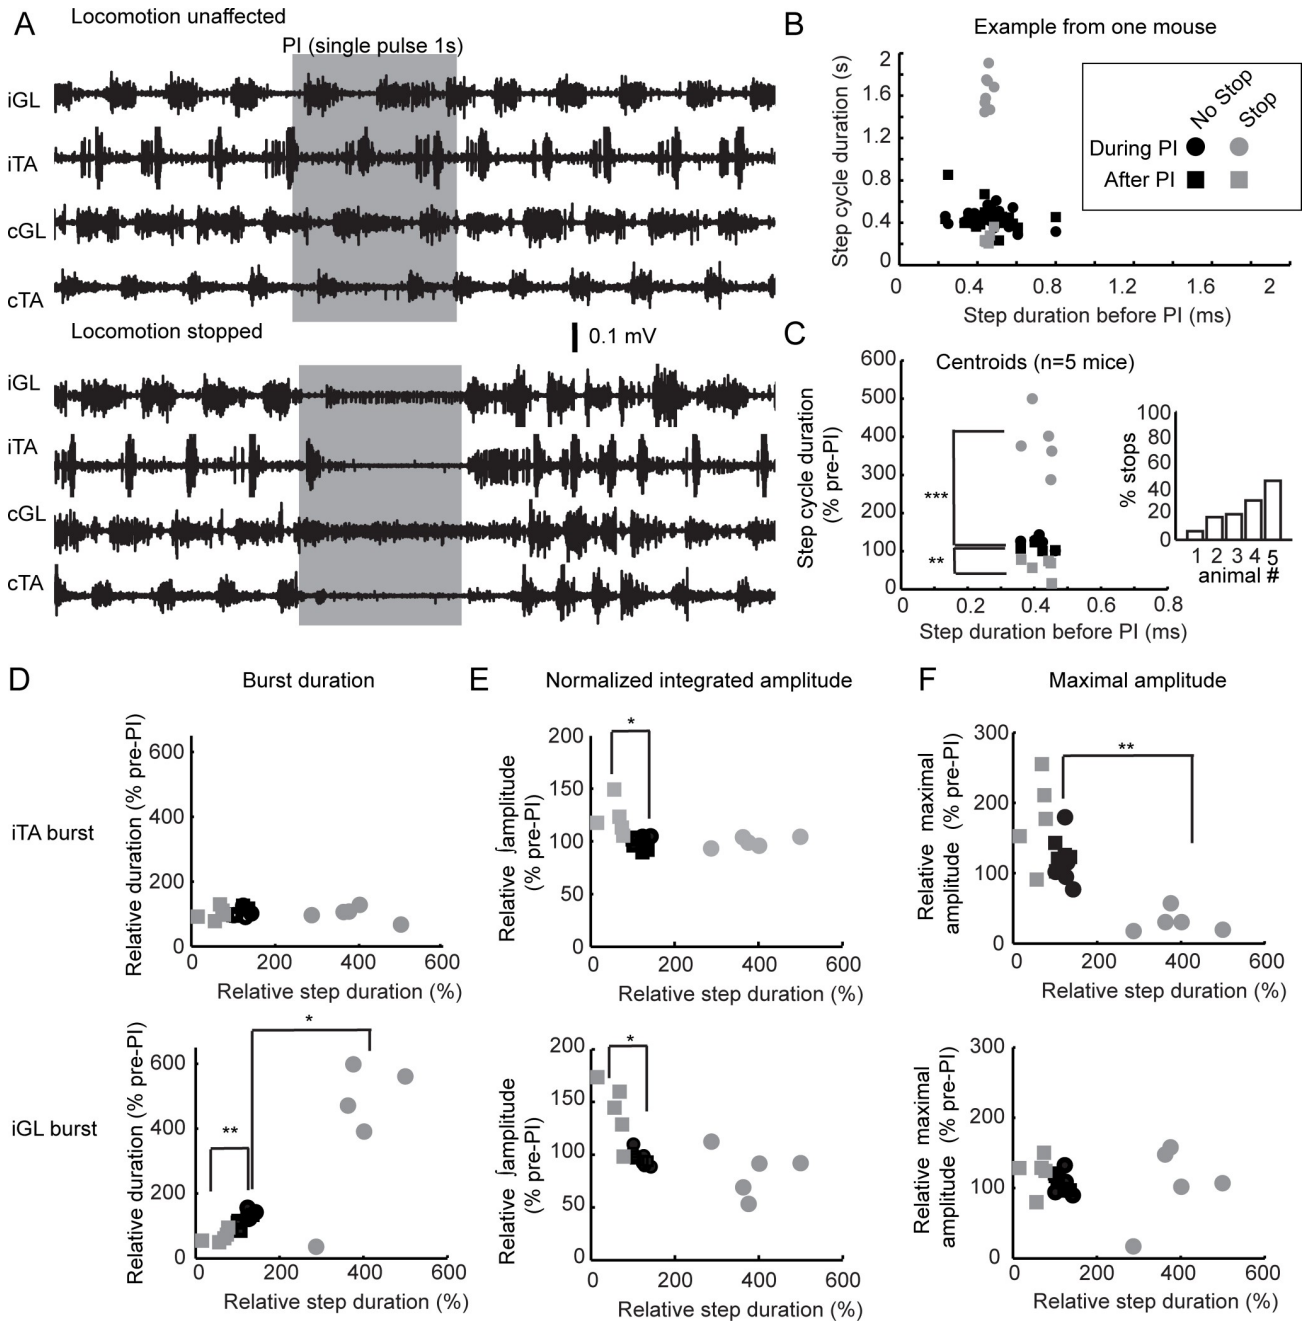 A
Locomotion unaffected
PI (single pulse 1s)
iGL
iTA
cGL
cTA
Locomotion stopped
0.1 mV
iGL
iTA
cGL
cTA
B
Example from one mouse
Step cycle duration (s)
2
1.6
1.2
0.8
0.4
0
0 0.4 0.8 1.2 1.6 2
Step duration before PI (ms)
No Stop
Stop
During PI
After PI
C
Centroids (n=5 mice)
Step cycle duration
(% pre-PI)
600
500
400
300
200
100
0
***
**
0 0.2 0.4 0.6 0.8
Step duration before PI (ms)
% stops
100
80
60
40
20
0
1 2 3 4 5
animal #
D
Burst duration
E
Normalized integrated amplitude
F
Maximal amplitude
iTA burst
Relative duration (% pre-PI)
600
400
200
0
0 200 400 600
Relative step duration (%)
Relative ∫amplitude
(% pre-PI)
200
150
100
50
0
*
0 200 400 600
Relative step duration (%)
Relative maximal
amplitude (% pre-PI)
300
200
100
0
**
0 200 400 600
Relative step duration (%)
iGL burst
Relative duration (% pre-PI)
600
400
200
0
*
**
0 200 400 600
Relative step duration (%)
Relative ∫amplitude
(% pre-PI)
200
150
100
50
0
*
0 200 400 600
Relative step duration (%)
Relative maximal
amplitude (% pre-PI)
300
200
100
0
0 200 400 600
Relative step duration (%)